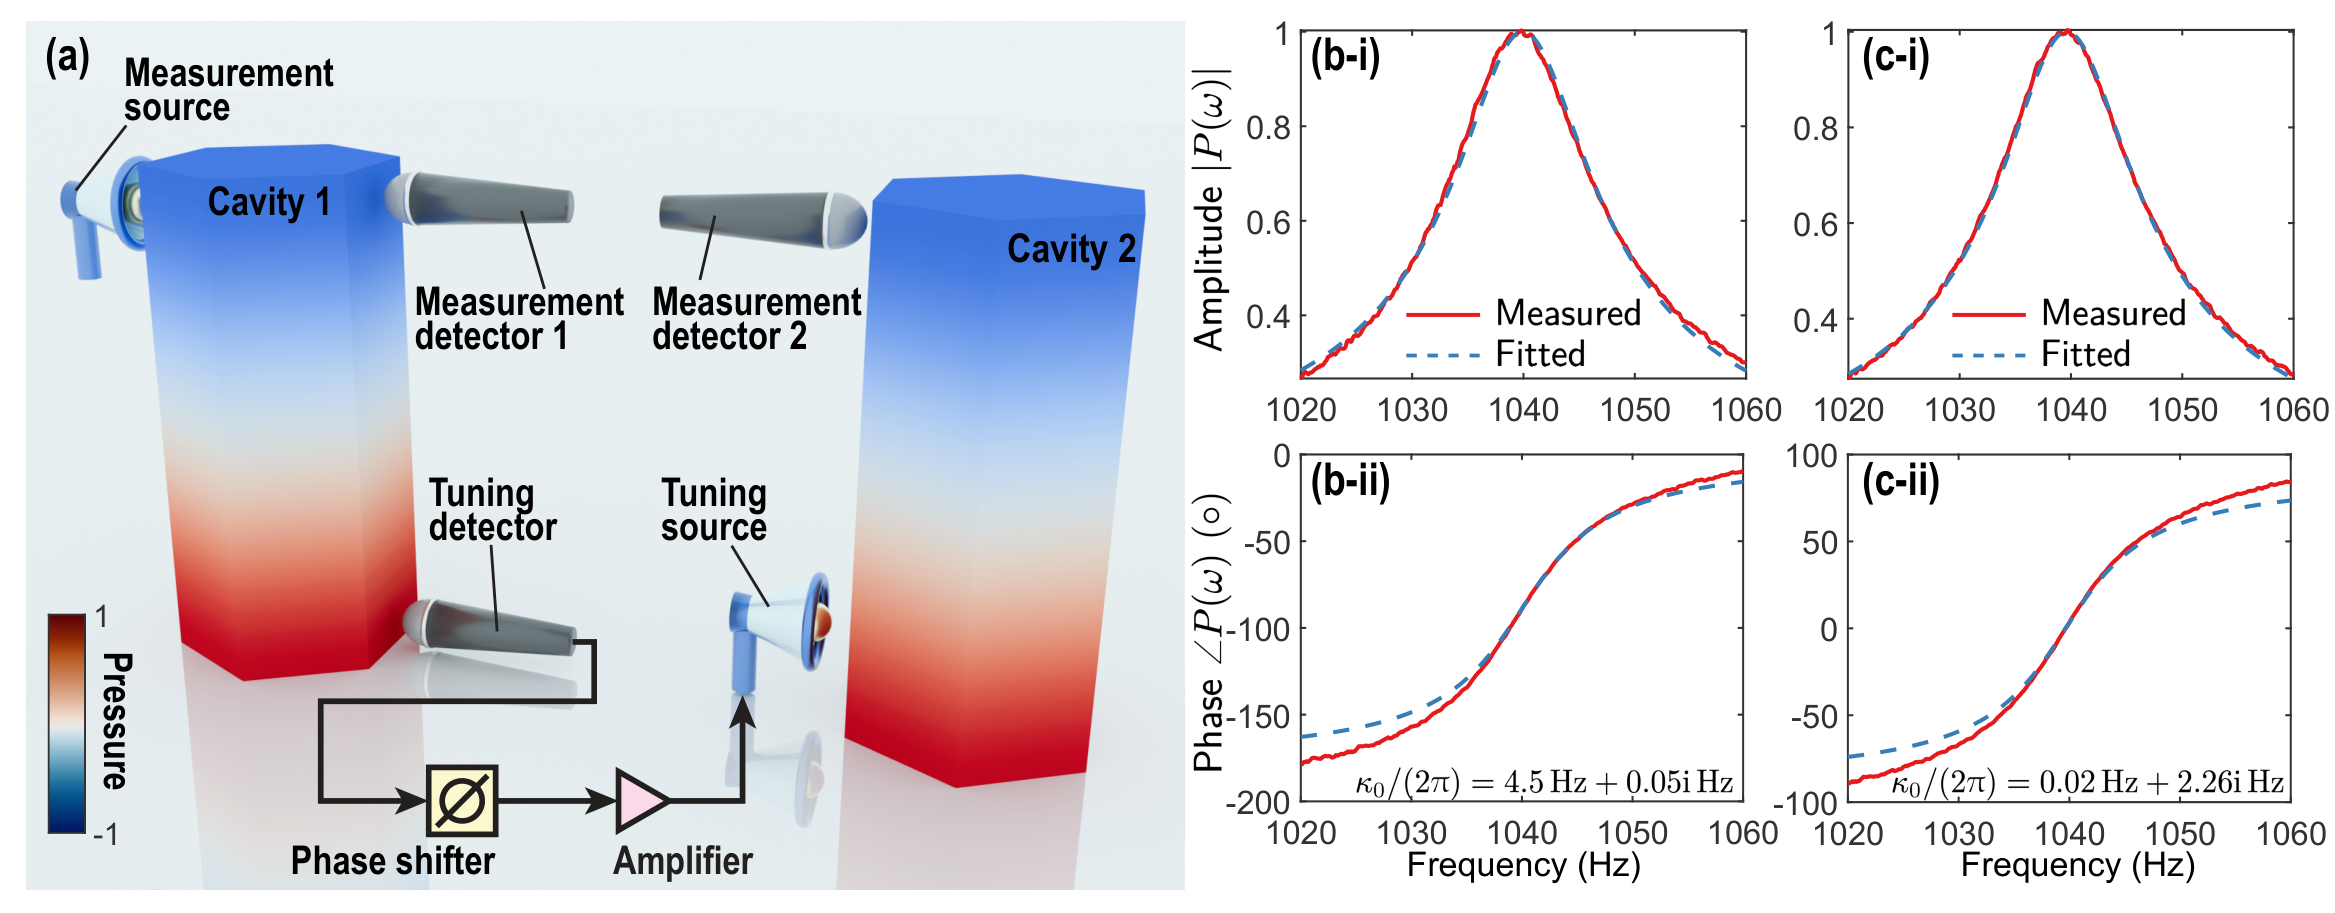 (a)
Measurement
source
Cavity 1
Cavity 2
Measurement
detector 1
Measurement
detector 2
Tuning
detector
Tuning
source
1
Pressure
-1
Phase shifter
Amplifier
(b-i)
Amplitude |P(ω)|
1
0.8
0.6
0.4
Measured
Fitted
1020 1030 1040 1050 1060
(c-i)
1
0.8
0.6
0.4
Measured
Fitted
1020 1030 1040 1050 1060
(b-ii)
Phase ∠P(ω) (○)
0
-50
-100
-150
-200
κ₀/(2π) = 4.5 Hz + 0.05i Hz
1020 1030 1040 1050 1060
Frequency (Hz)
(c-ii)
100
50
0
-50
-100
κ₀/(2π) = 0.02 Hz + 2.26i Hz
1020 1030 1040 1050 1060
Frequency (Hz)